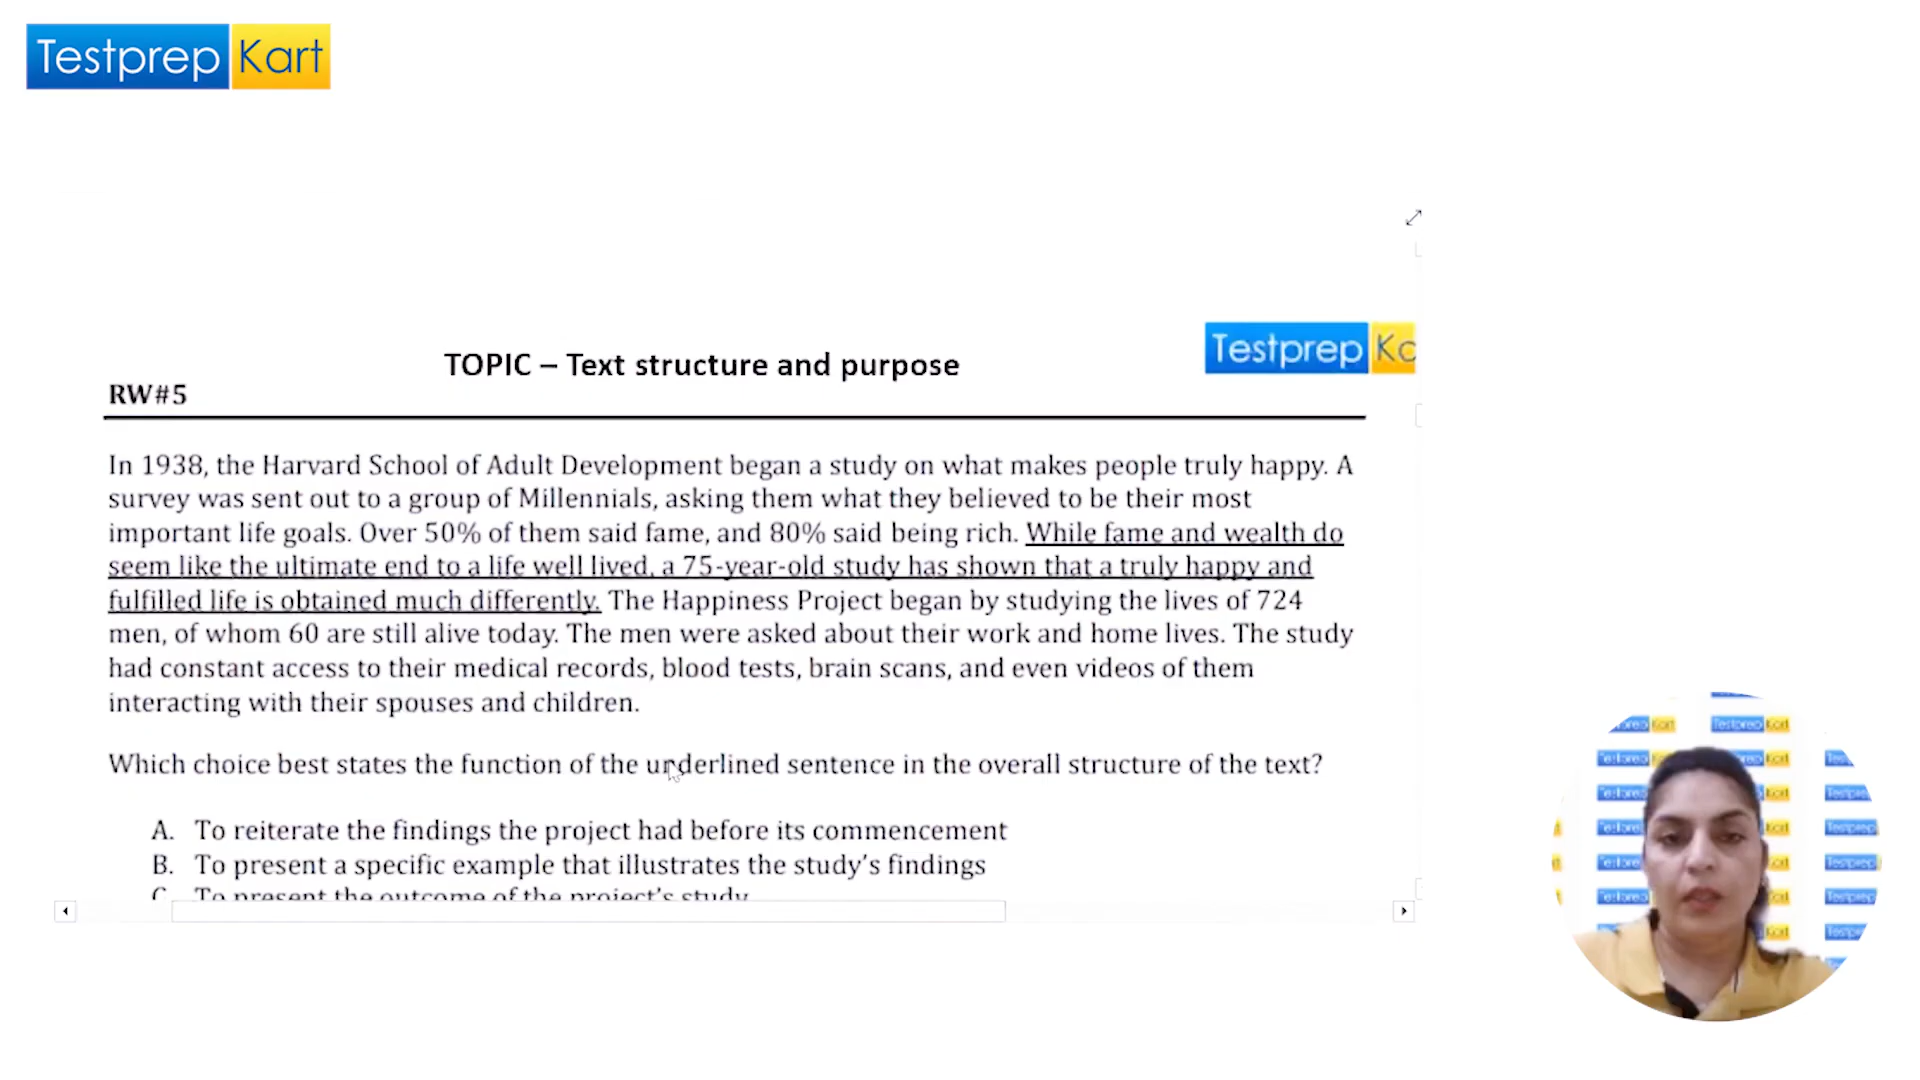 Testprep Kart
Testprep
TOPIC – Text structure and purpose
RW#5
In 1938, the Harvard School of Adult Development began a study on what makes people truly happy. A
survey was sent out to a group of Millennials, asking them what they believed to be their most
important life goals. Over 50% of them said fame, and 80% said being rich. While fame and wealth do
seem like the ultimate end to a life well lived, a 75-year-old study has shown that a truly happy and
fulfilled life is obtained much differently. The Happiness Project began by studying the lives of 724
men, of whom 60 are still alive today. The men were asked about their work and home lives. The study
had constant access to their medical records, blood tests, brain scans, and even videos of them
interacting with their spouses and children.
Which choice best states the function of the underlined sentence in the overall structure of the text?
A. To reiterate the findings the project had before its commencement
B. To present a specific example that illustrates the study's findings
C. To present the outcome of the project's study